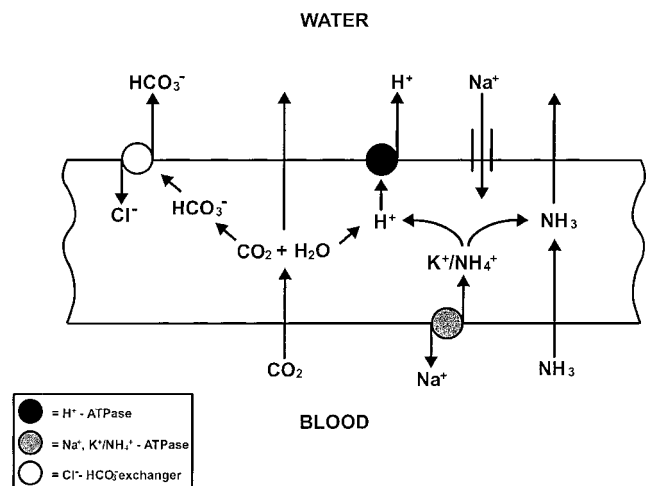 WATER
HCO₃⁻
H⁺
Na⁺
Cl⁻
HCO₃⁻
H⁺
NH₃
CO₂ + H₂O
K⁺/NH₄⁺
CO₂
Na⁺
NH₃
BLOOD
= H⁺ - ATPase
= Na⁺, K⁺/NH₄⁺ - ATPase
= Cl⁻- HCO₃⁻exchanger